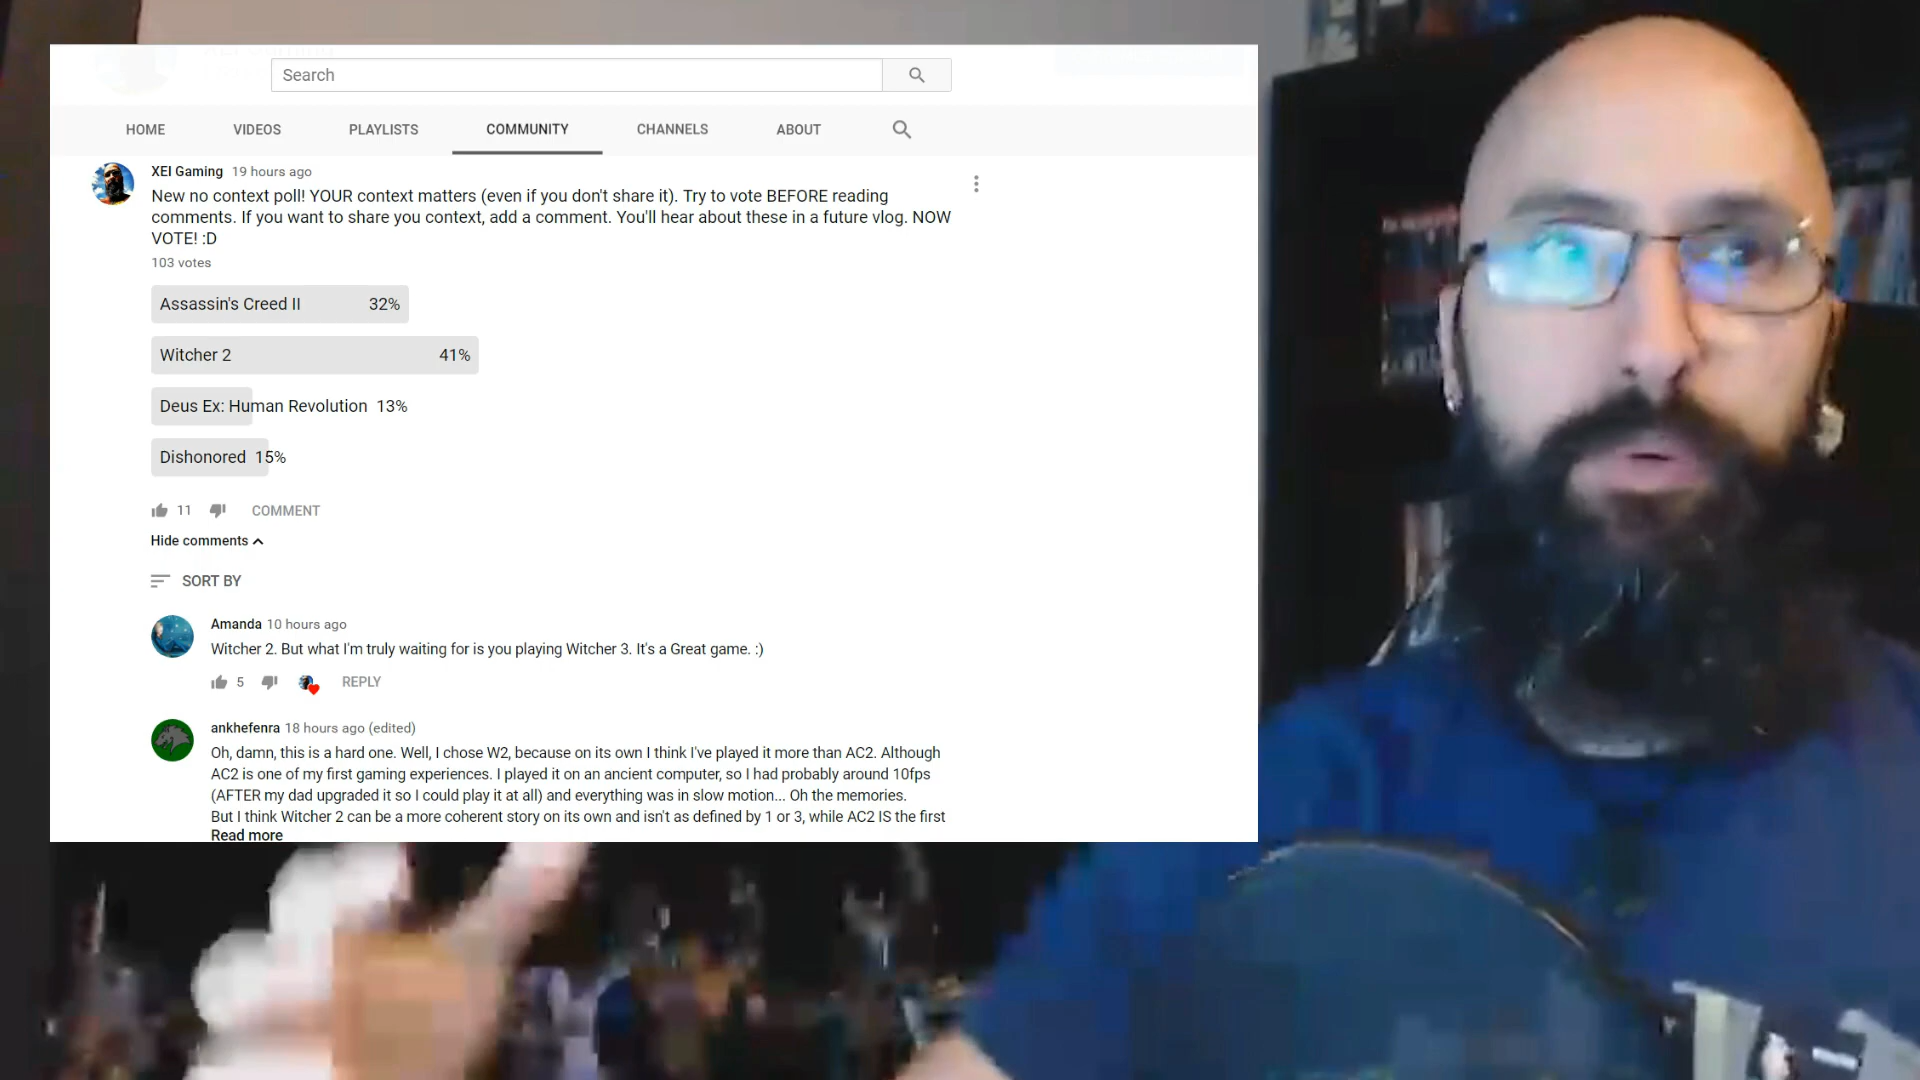 Search
HOME VIDEOS PLAYLISTS COMMUNITY CHANNELS ABOUT
XEI Gaming 19 hours ago
New no context poll! YOUR context matters (even if you don't share it). Try to vote BEFORE reading
comments. If you want to share you context, add a comment. You'll hear about these in a future vlog. NOW
VOTE! :D
103 votes
Assassin's Creed II 32%
Witcher 2 41%
Deus Ex: Human Revolution 13%
Dishonored 15%
11 COMMENT
Hide comments
SORT BY
Amanda 10 hours ago
Witcher 2. But what I'm truly waiting for is you playing Witcher 3. It's a Great game. :)
5 REPLY
ankhefenra 18 hours ago (edited)
Oh, damn, this is a hard one. Well, I chose W2, because on its own I think I've played it more than AC2. Although
AC2 is one of my first gaming experiences. I played it on an ancient computer, so I had probably around 10fps
(AFTER my dad upgraded it so I could play it at all) and everything was in slow motion... Oh the memories.
But I think Witcher 2 can be a more coherent story on its own and isn't as defined by 1 or 3, while AC2 IS the first
Read more